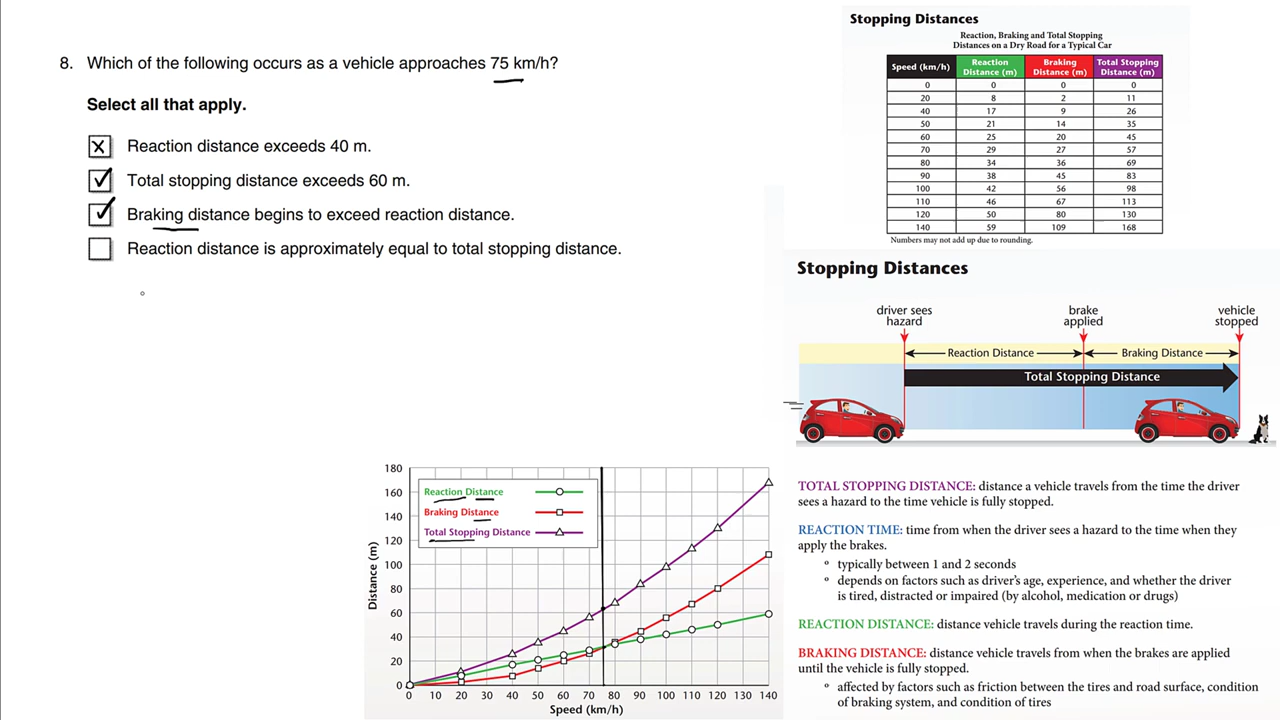 8. Which of the following occurs as a vehicle approaches 75 km/h?
Select all that apply.
X Reaction distance exceeds 40 m.
✓ Total stopping distance exceeds 60 m.
✓ Braking distance begins to exceed reaction distance.
Reaction distance is approximately equal to total stopping distance.
Stopping Distances
Reaction, Braking and Total Stopping
Distances on a Dry Road for a Typical Car
Speed (km/h) Reaction Distance (m) Braking Distance (m) Total Stopping Distance (m)
0 0 0 0
20 8 2 11
40 17 9 26
50 21 14 35
60 25 20 45
70 29 27 57
80 34 36 69
90 38 45 83
100 42 56 98
110 46 67 113
120 50 80 130
140 59 109 168
Numbers may not add up due to rounding.
Stopping Distances
driver sees hazard
brake applied
vehicle stopped
Reaction Distance
Braking Distance
Total Stopping Distance
180
160
140
120
100
80
60
40
20
0
Distance (m)
Reaction Distance
Braking Distance
Total Stopping Distance
0 10 20 30 40 50 60 70 80 90 100 110 120 130 140
Speed (km/h)
TOTAL STOPPING DISTANCE: distance a vehicle travels from the time the driver
sees a hazard to the time vehicle is fully stopped.
REACTION TIME: time from when the driver sees a hazard to the time when they
apply the brakes.
° typically between 1 and 2 seconds
° depends on factors such as driver's age, experience, and whether the driver
is tired, distracted or impaired (by alcohol, medication or drugs)
REACTION DISTANCE: distance vehicle travels during the reaction time.
BRAKING DISTANCE: distance vehicle travels from when the brakes are applied
until the vehicle is fully stopped.
° affected by factors such as friction between the tires and road surface, condition
of braking system, and condition of tires